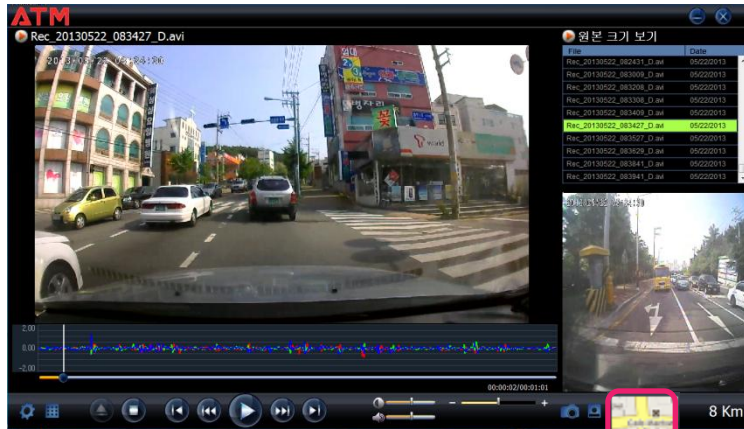 ATM
Rec_20130522_083427_D.avi
원본 크기 보기
File Date
Rec_20130522_082431_D.avi 05/22/2013
Rec_20130522_083009_D.avi 05/22/2013
Rec_20130522_083208_D.avi 05/22/2013
Rec_20130522_083308_D.avi 05/22/2013
Rec_20130522_083409_D.avi 05/22/2013
Rec_20130522_083427_D.avi 05/22/2013
Rec_20130522_083527_D.avi 05/22/2013
Rec_20130522_083629_D.avi 05/22/2013
Rec_20130522_083841_D.avi 05/22/2013
Rec_20130522_083941_D.avi 05/22/2013
임대
T world
2.00
0.00
-2.00
00:00:02/00:01:01
8 Km